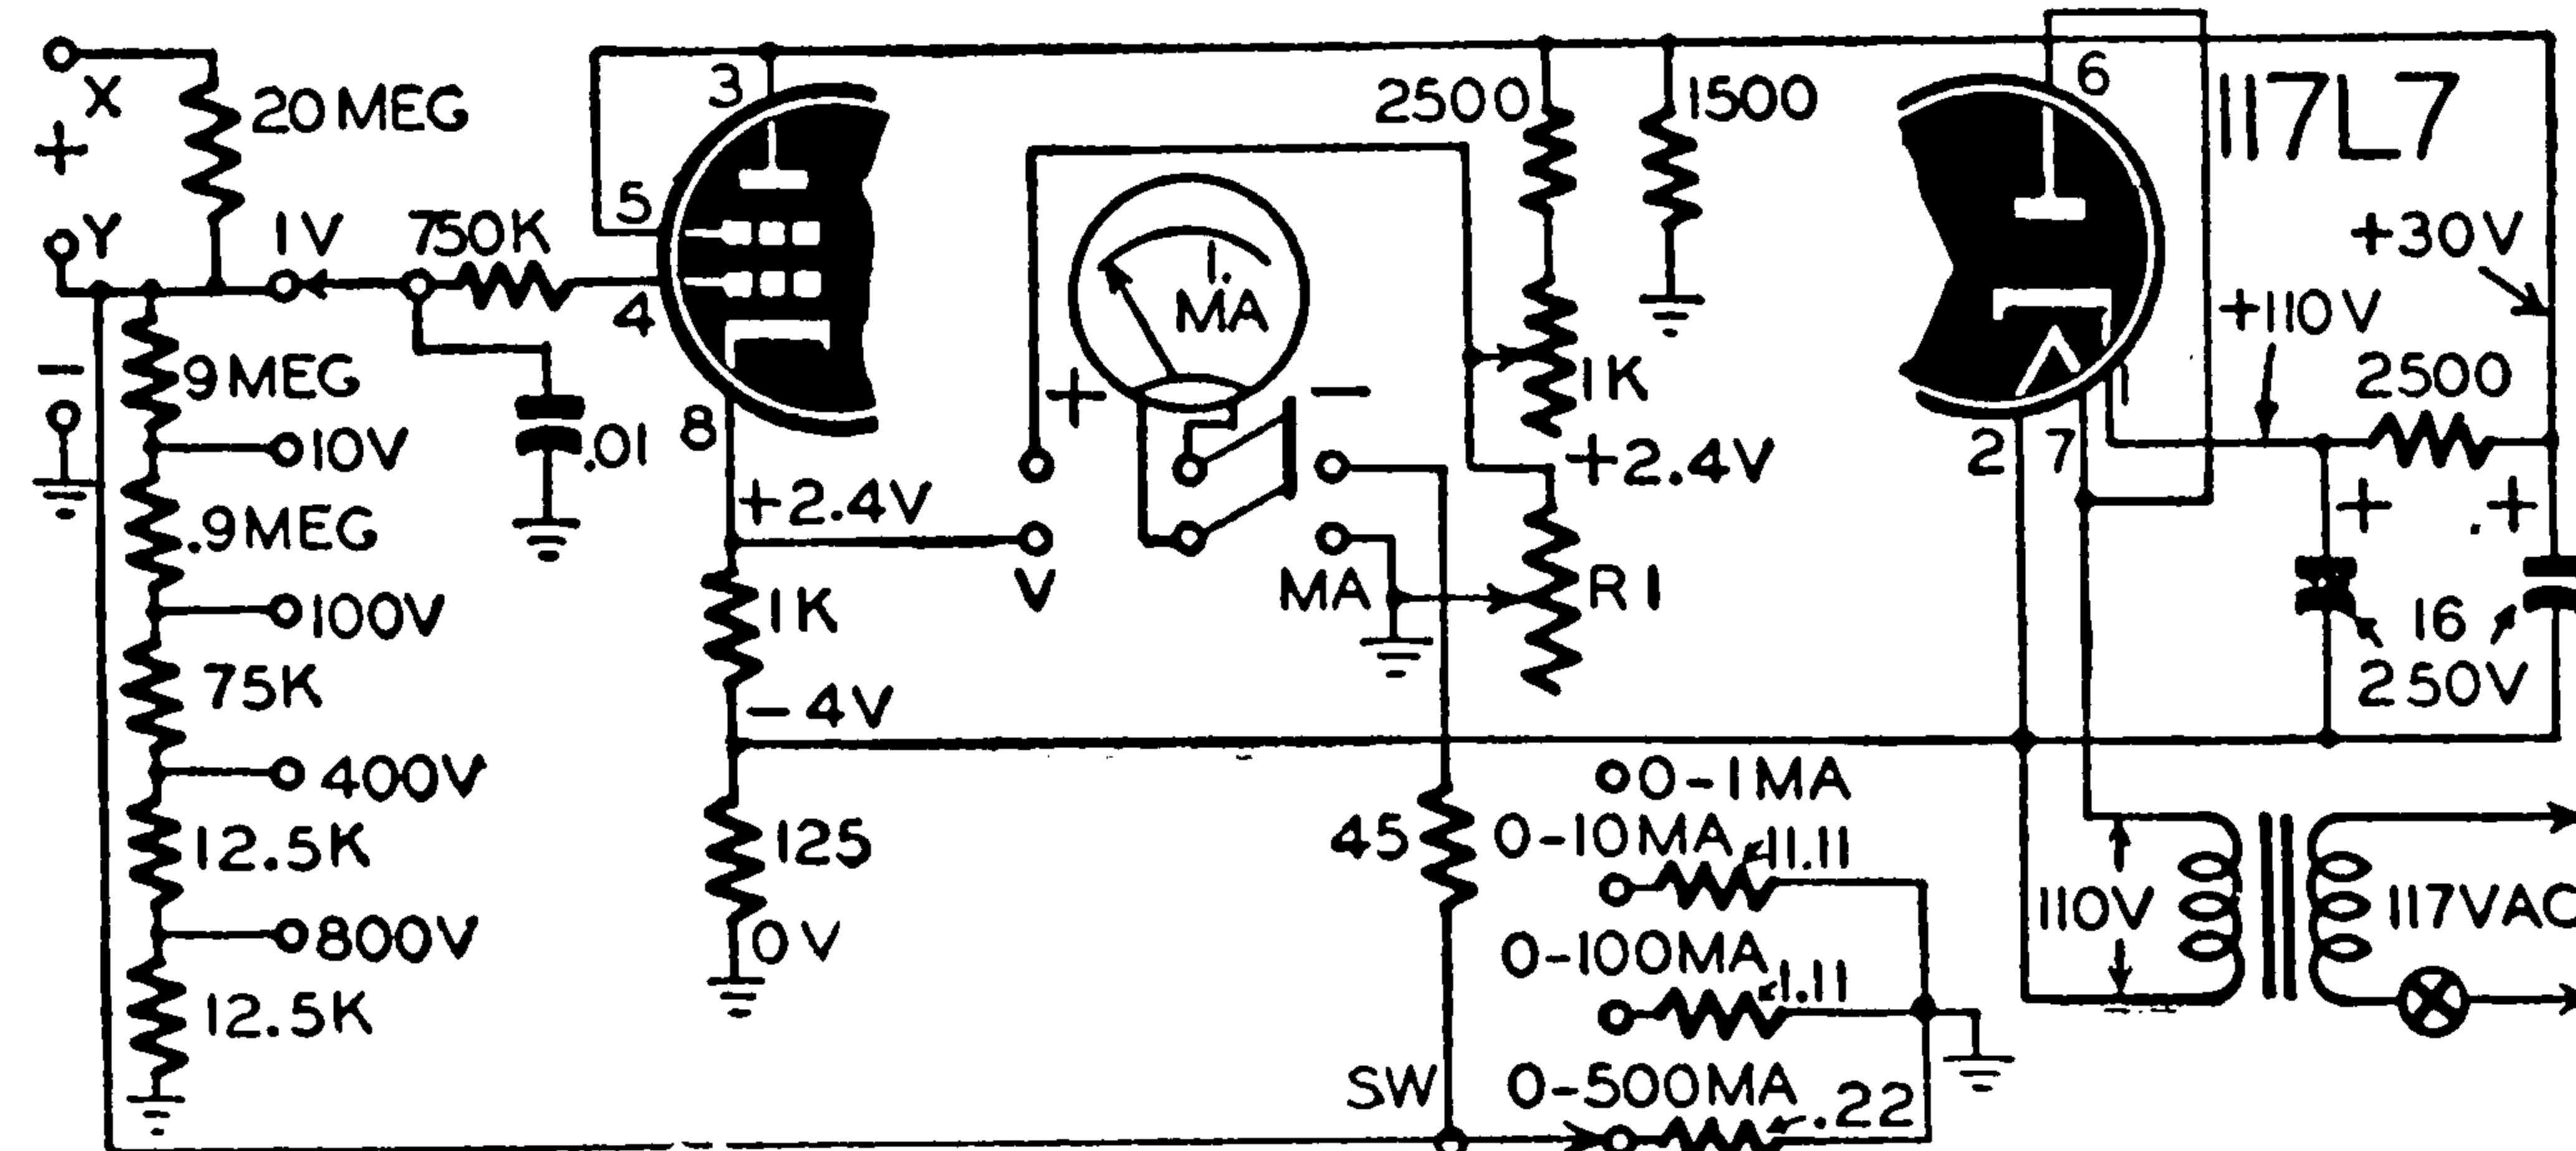 X
+
Y
20 MEG
1V
750K
3
5
4
8
-
9 MEG
10V
.9MEG
100V
75K
400V
12.5K
800V
12.5K
.01
+2.4V
1K
-4V
125
0V
1.
MA
+
-
V
MA
2500
1500
1K
+2.4V
R1
45
SW
0-1MA
0-10MA
11.11
0-100MA
1.11
0-500MA
.22
6
117L7
+30V
+110V
2500
1
2
7
+
+
16
250V
110V
117VAC